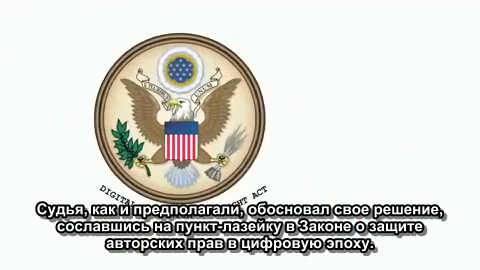 E PLURIBUS
UNUM
DIGITAL GHT ACT
Судья, как и предполагали, обосновал свое решение,
сославшись на пункт-лазейку в Законе о защите
авторских прав в цифровую эпоху.